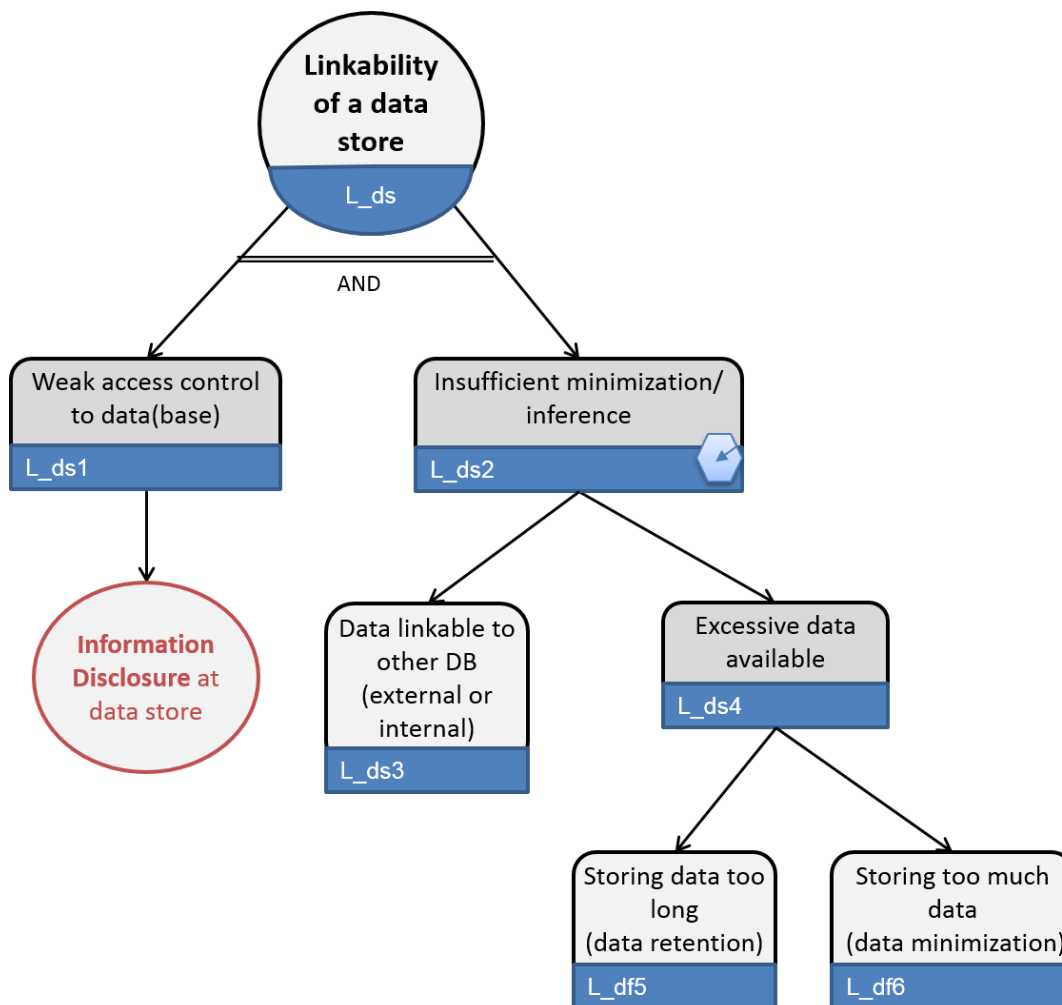 Linkability
of a data
store
L_ds
AND
Weak access control
to data(base)
L_ds1
Insufficient minimization/
inference
L_ds2
Information
Disclosure at
data store
Data linkable to
other DB
(external or
internal)
L_ds3
Excessive data
available
L_ds4
Storing data too
long
(data retention)
L_df5
Storing too much
data
(data minimization)
L_df6